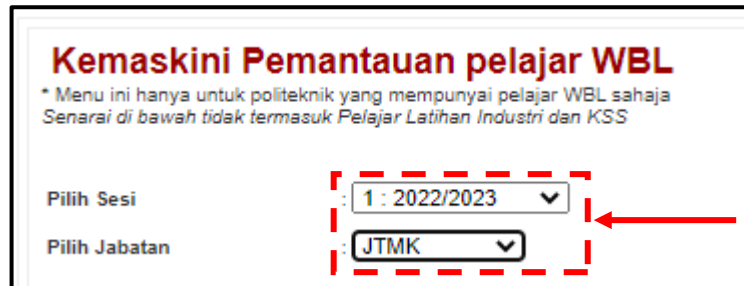 Kemaskini Pemantauan pelajar WBL
* Menu ini hanya untuk politeknik yang mempunyai pelajar WBL sahaja
Senarai di bawah tidak termasuk Pelajar Latihan Industri dan KSS
Pilih Sesi : 1 : 2022/2023
Pilih Jabatan : JTMK